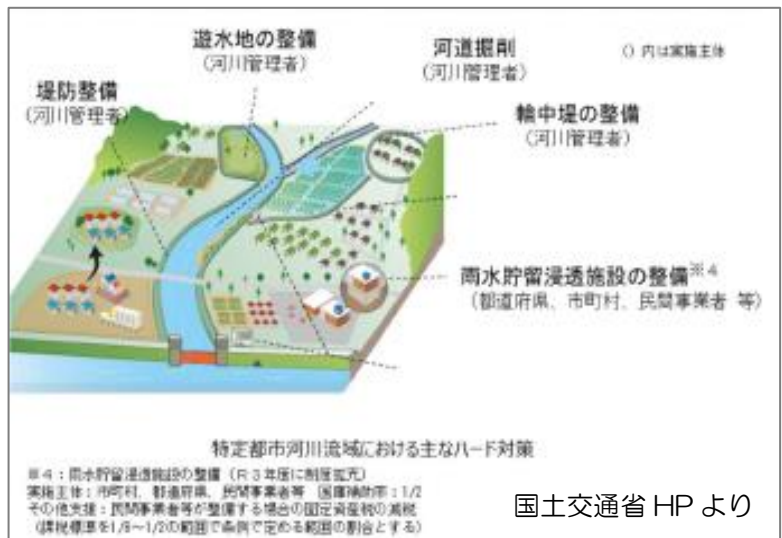 遊水地の整備
(河川管理者)
河道掘削
(河川管理者)
()内は実施主体
堤防整備
(河川管理者)
輪中堤の整備
(河川管理者)
雨水貯留浸透施設の整備※4
(都道府県、市町村、民間事業者 等)
特定都市河川流域における主なハード対策
※4：雨水貯留浸透施設の整備（R3年度に制度拡充）
実施主体：市町村、都道府県、民間事業者等 国庫補助率：1/2
その他支援：民間事業者等が整備する場合の固定資産税の減税
(課税標準を1/6～1/2の範囲で条例で定める範囲の割合とする)
国土交通省 HP より